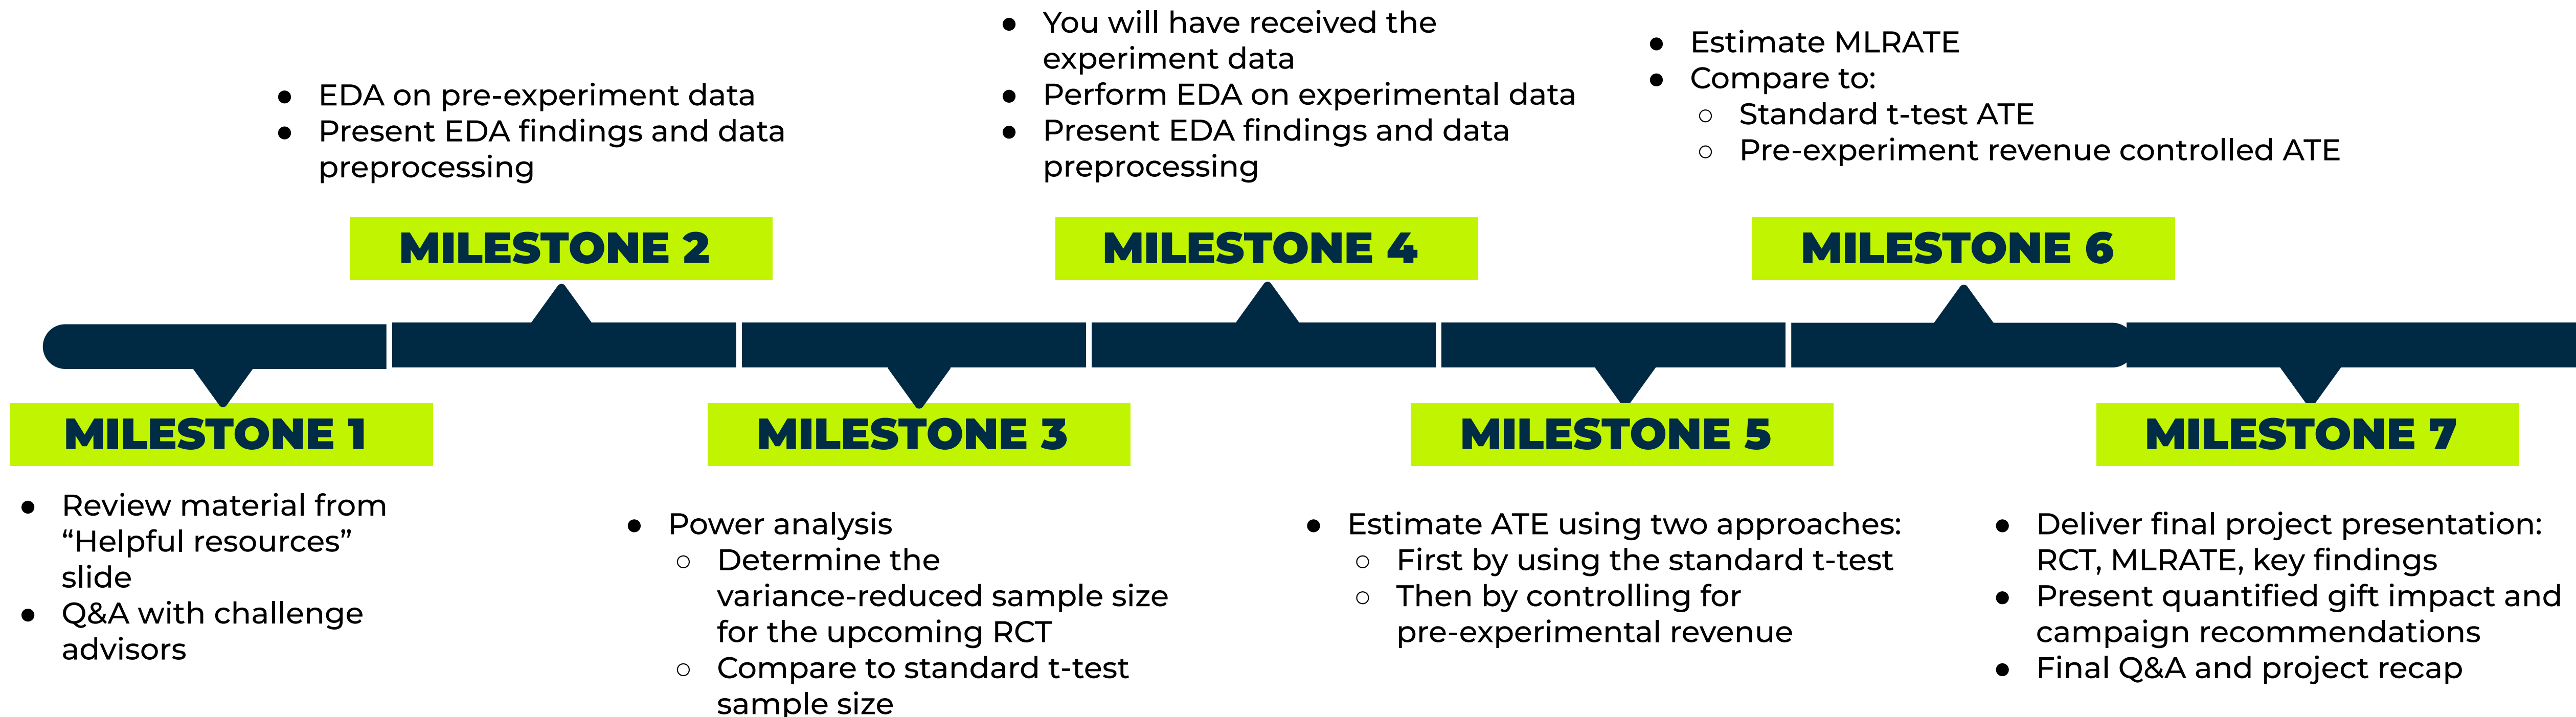 MILESTONE 1
● Review material from
“Helpful resources”
slide
● Q&A with challenge
advisors
● EDA on pre-experiment data
● Present EDA findings and data
preprocessing
MILESTONE 2
MILESTONE 3
● Power analysis
○ Determine the
variance-reduced sample size
for the upcoming RCT
○ Compare to standard t-test
sample size
● You will have received the
experiment data
● Perform EDA on experimental data
● Present EDA findings and data
preprocessing
MILESTONE 4
MILESTONE 5
● Estimate ATE using two approaches:
○ First by using the standard t-test
○ Then by controlling for
pre-experimental revenue
● Estimate MLRATE
● Compare to:
○ Standard t-test ATE
○ Pre-experiment revenue controlled ATE
MILESTONE 6
MILESTONE 7
● Deliver final project presentation:
RCT, MLRATE, key findings
● Present quantified gift impact and
campaign recommendations
● Final Q&A and project recap